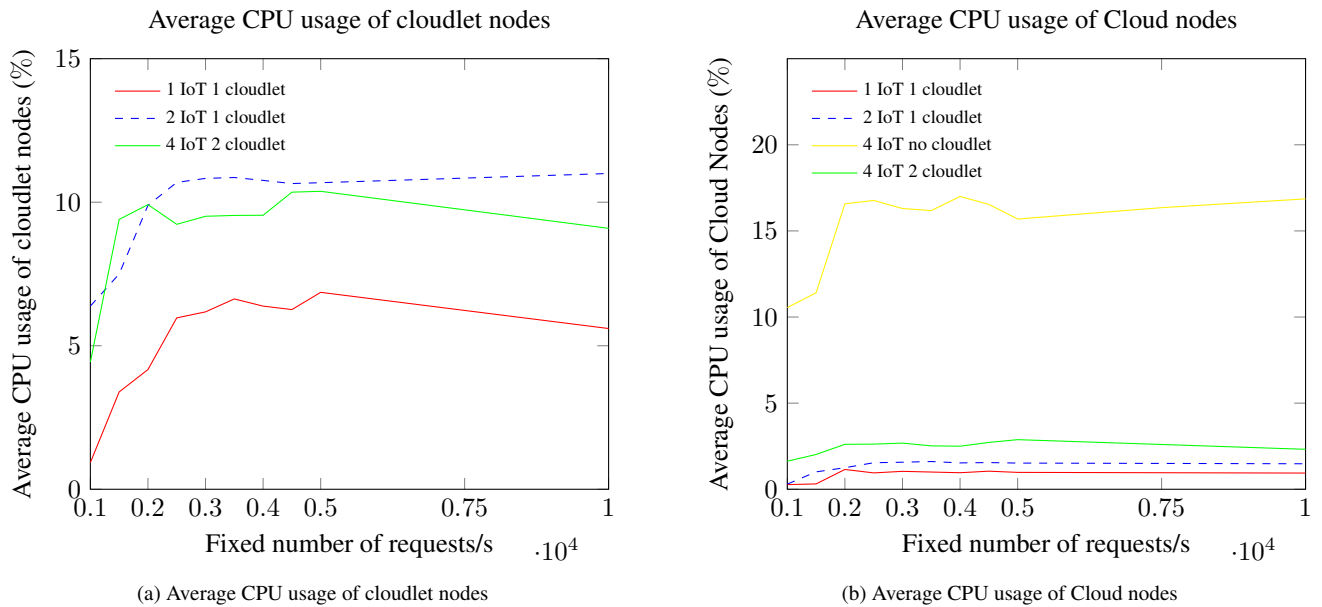 Average CPU usage of cloudlet nodes
Average CPU usage of cloudlet nodes (%)
15
10
5
0
1 IoT 1 cloudlet
2 IoT 1 cloudlet
4 IoT 2 cloudlet
0.1 0.2 0.3 0.4 0.5 0.75 1
Fixed number of requests/s ·10⁴
(a) Average CPU usage of cloudlet nodes
Average CPU usage of Cloud nodes
Average CPU usage of Cloud Nodes (%)
20
15
10
5
0
1 IoT 1 cloudlet
2 IoT 1 cloudlet
4 IoT no cloudlet
4 IoT 2 cloudlet
0.1 0.2 0.3 0.4 0.5 0.75 1
Fixed number of requests/s ·10⁴
(b) Average CPU usage of Cloud nodes